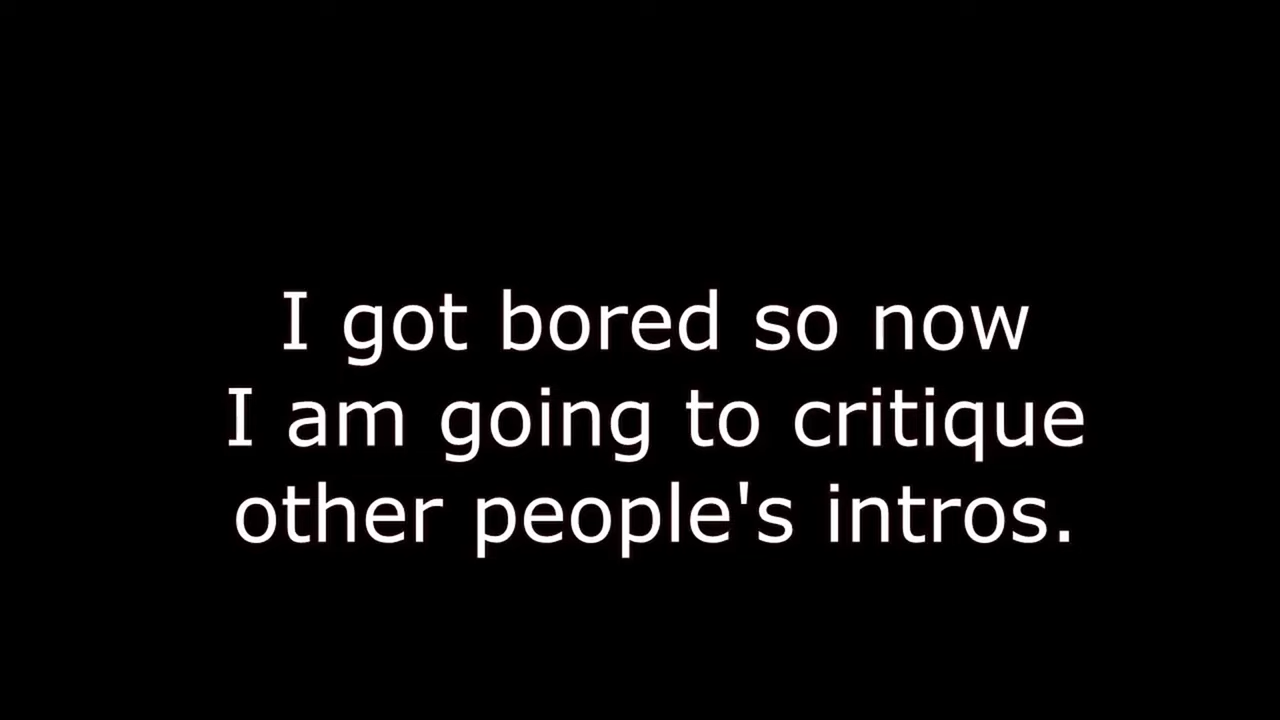 I got bored so now
I am going to critique
other people's intros.